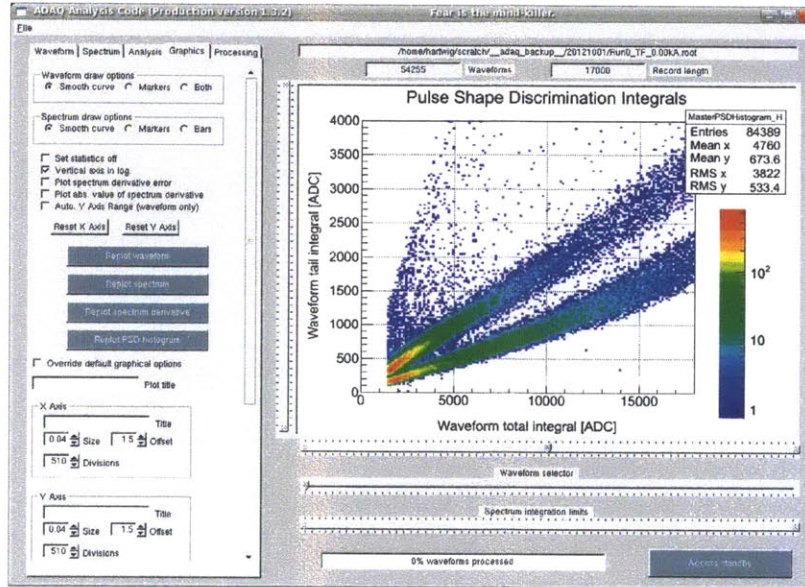 ADAQ Analysis Code (Production version 1.3.2) Fear is the mind-killer.
File
Waveform Spectrum Analysis Graphics Processing
Waveform draw options
Smooth curve Markers Both
Spectrum draw options
Smooth curve Markers Bars
Set statistics off
Vertical axis in log
Plot spectrum derivative error
Plot abs. value of spectrum derivative
Auto. Y Axis Range (waveform only)
Reset X Axis Reset Y Axis
Replot waveform
Replot spectrum
Replot spectrum derivative
Replot PSD histogram
Override default graphical options
Plot title
X Axis
Title
0.04 Size 1.5 Offset
510 Divisions
Y Axis
Title
0.04 Size 1.5 Offset
510 Divisions
/home/hartwig/scratch/__adaq_backup__/20121001/Run0_TF_0.00kA.root
54255 Waveforms 17000 Record length
Pulse Shape Discrimination Integrals
MasterPSDHistogram_H
Entries 84389
Mean x 4760
Mean y 673.6
RMS x 3822
RMS y 533.4
Waveform tail integral [ADC]
4000
3500
3000
2500
2000
1500
1000
500
0
0 5000 10000 15000
Waveform total integral [ADC]
10²
10
1
Waveform selector
Spectrum integration limits
0% waveforms processed
Access standby